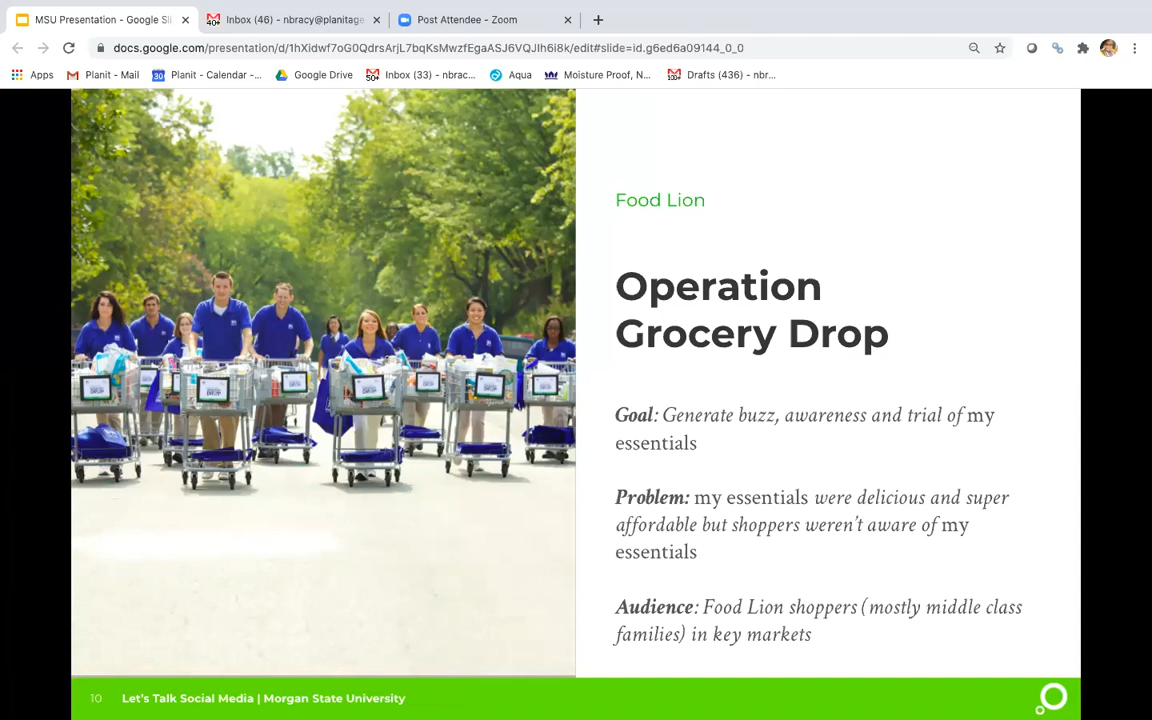 MSU Presentation - Google Sli
Inbox (46) - nbracy@planitage
Post Attendee - Zoom
docs.google.com/presentation/d/1hXidwf7oG0QdrsArjL7bqKsMwzfEgaASJ6VQJlh6i8k/edit#slide=id.g6ed6a09144_0_0
Apps
Planit - Mail
Planit - Calendar -...
Google Drive
Inbox (33) - nbrac...
Aqua
Moisture Proof, N...
Drafts (436) - nbr...
Food Lion
Operation
Grocery Drop
Goal: Generate buzz, awareness and trial of my
essentials
Problem: my essentials were delicious and super
affordable but shoppers weren't aware of my
essentials
Audience: Food Lion shoppers (mostly middle class
families) in key markets
10 Let's Talk Social Media | Morgan State University